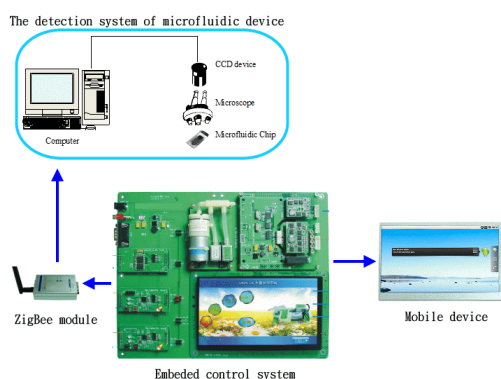 The detection system of microfluidic device
CCD device
Microscope
Microfluidic Chip
Computer
ZigBee module
Mobile device
Embeded control system